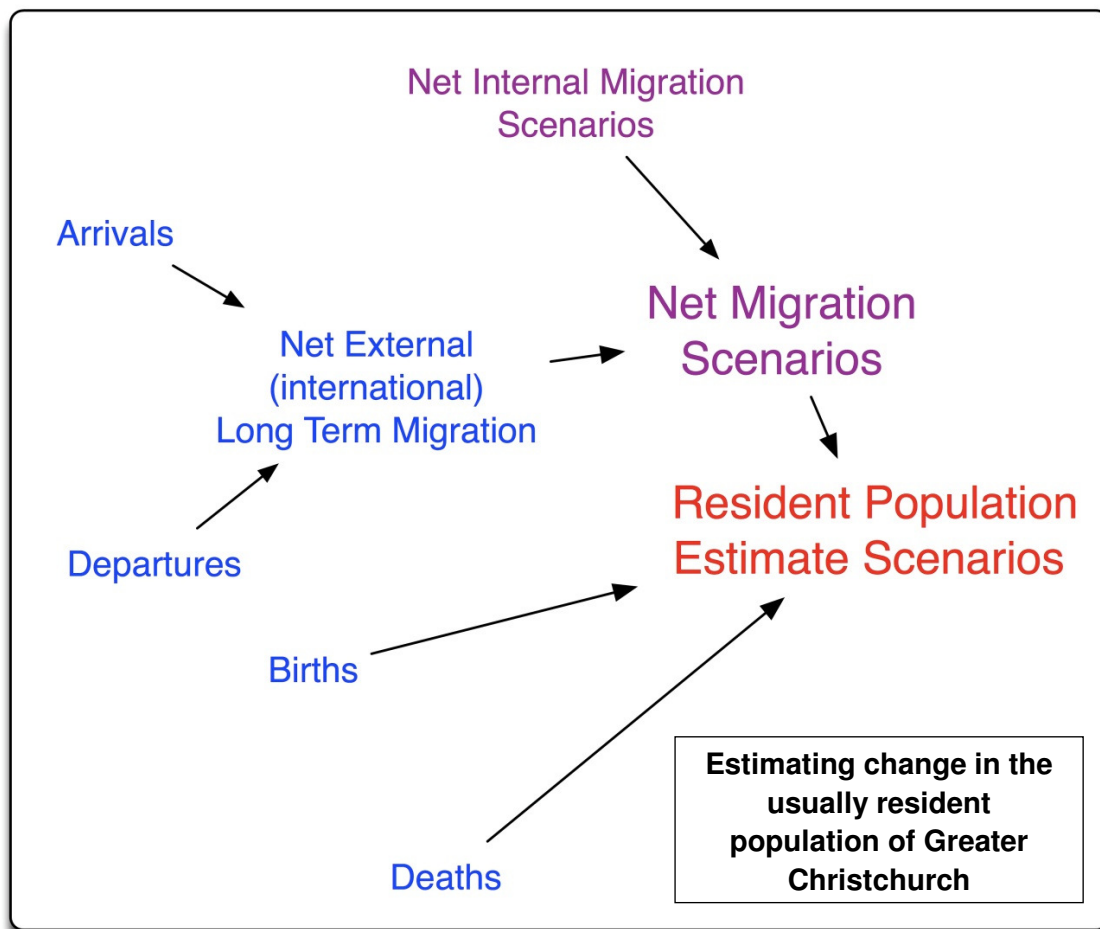 Net Internal Migration
Scenarios
Arrivals
Net Migration
Scenarios
Net External
(international)
Long Term Migration
Resident Population
Estimate Scenarios
Departures
Births
Deaths
Estimating change in the
usually resident
population of Greater
Christchurch